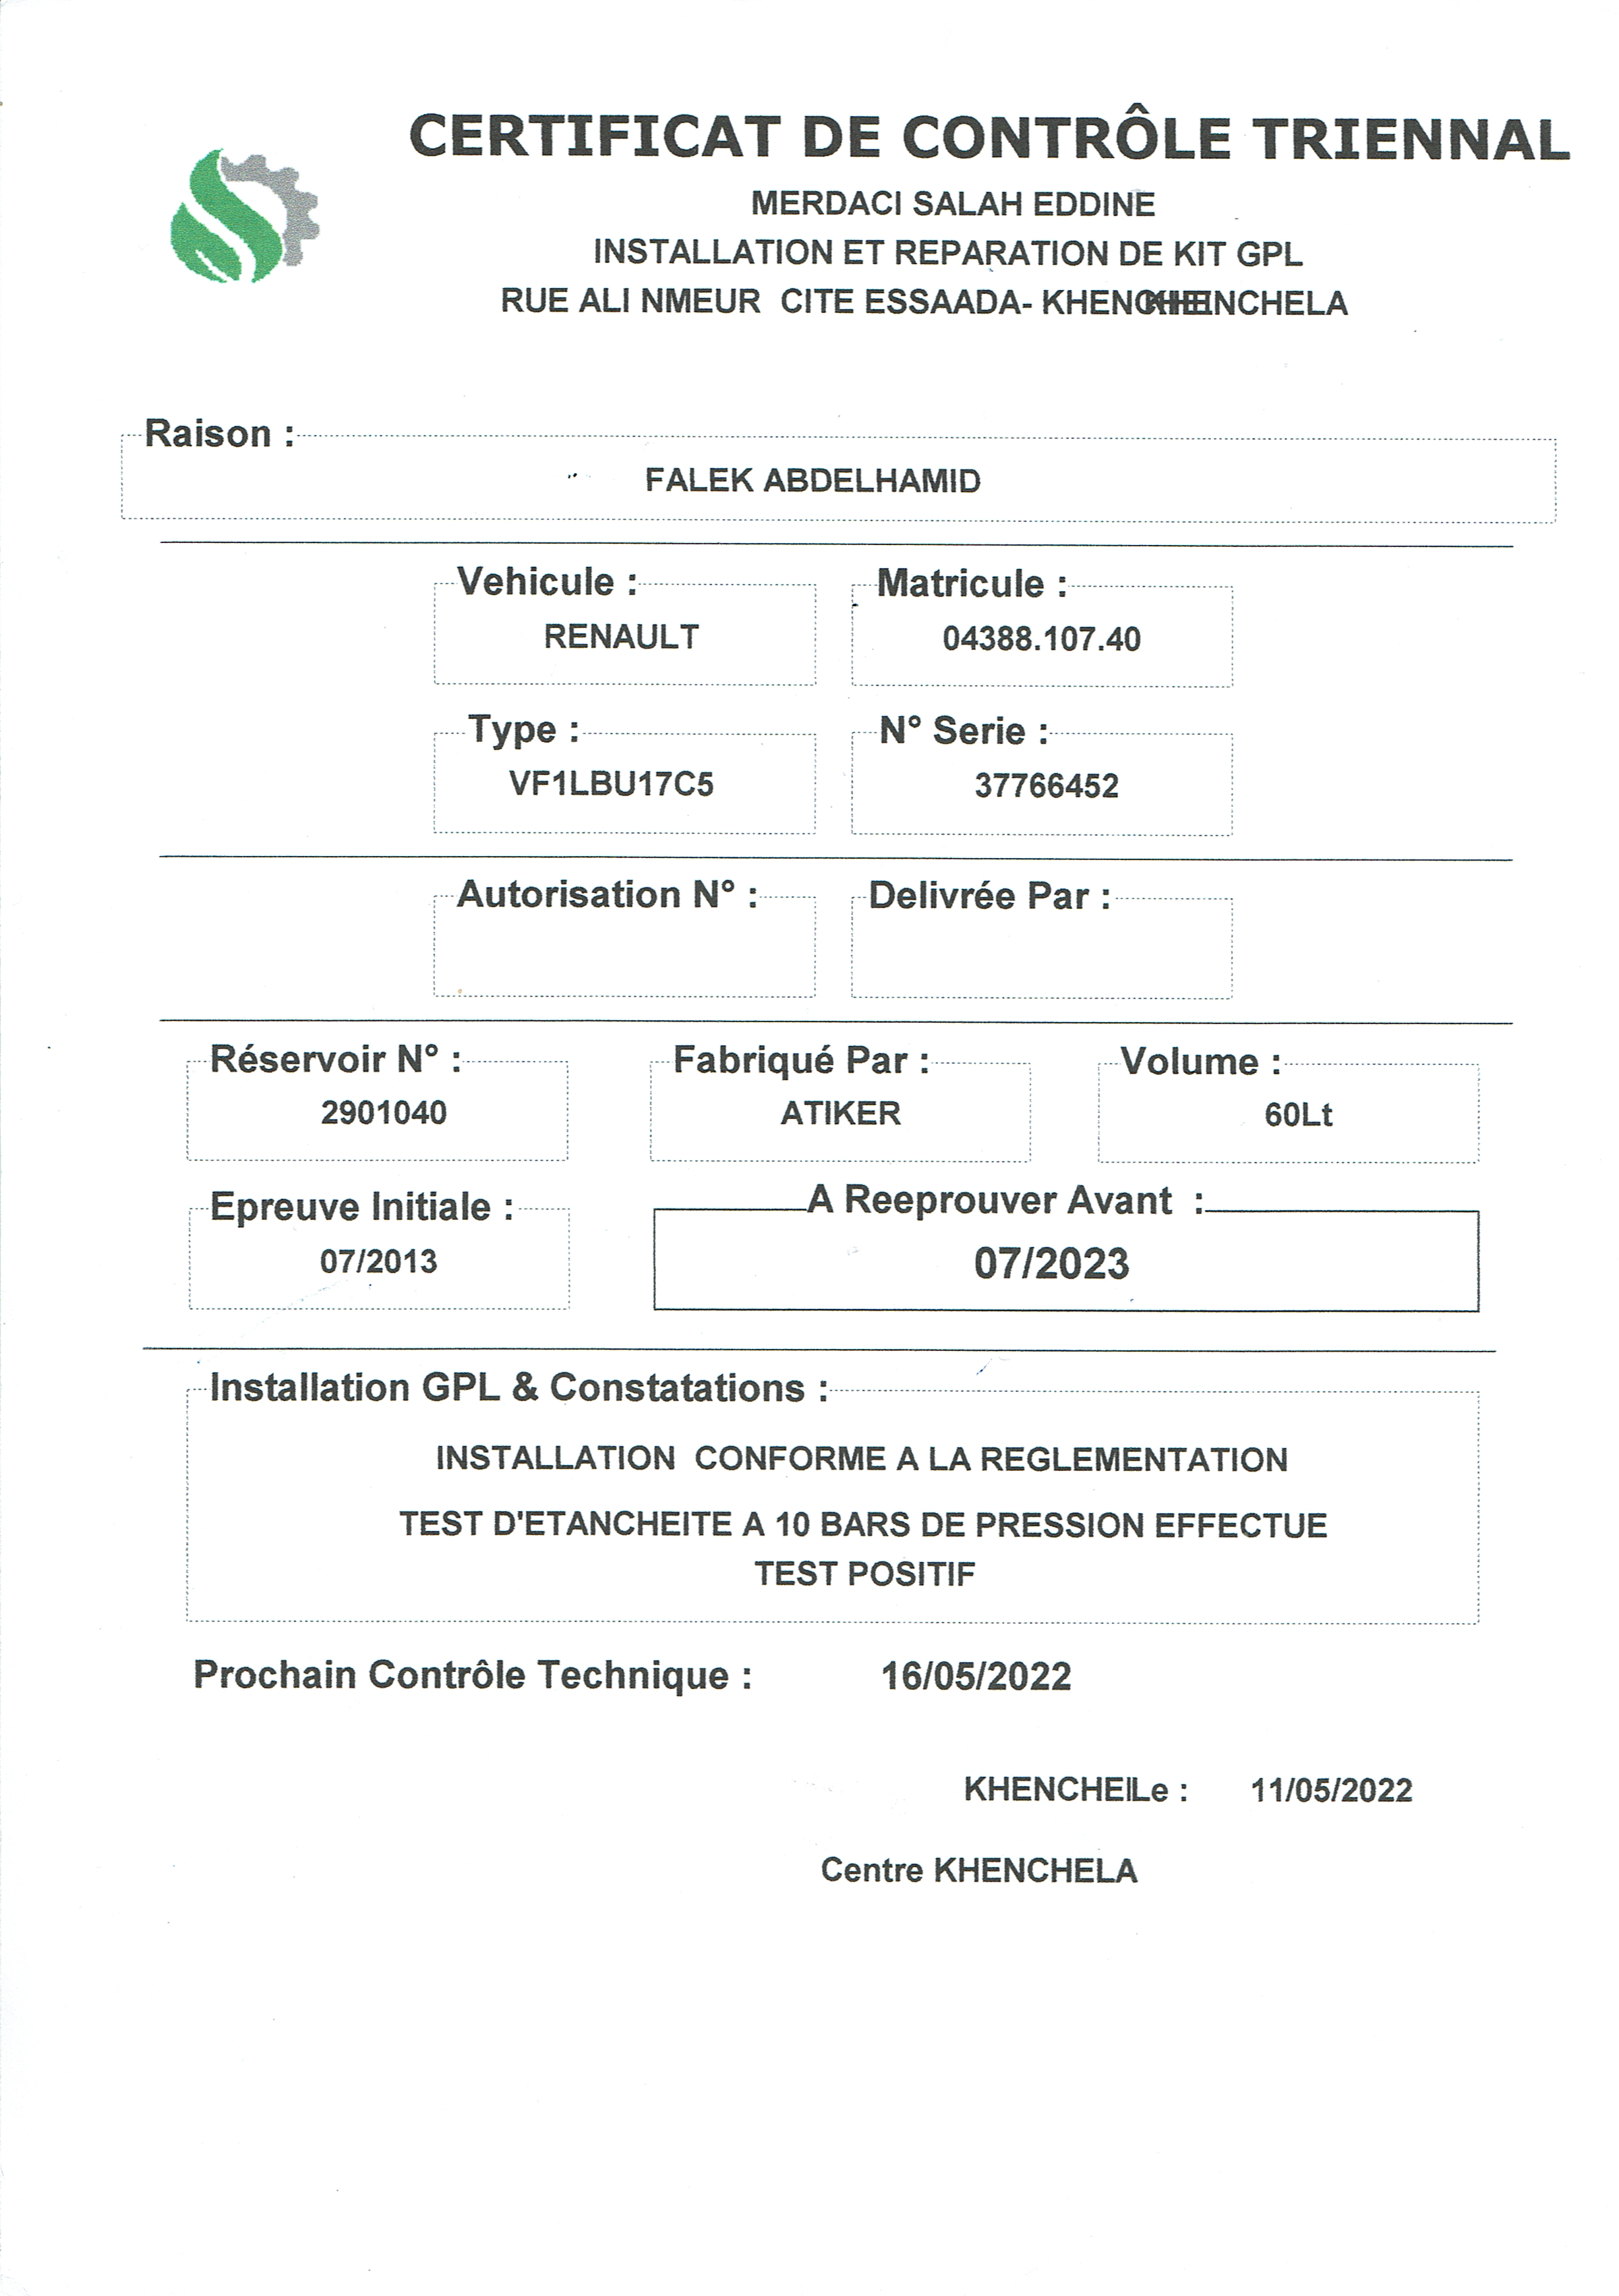 CERTIFICAT DE CONTRÔLE TRIENNAL
MERDACI SALAH EDDINE
INSTALLATION ET REPARATION DE KIT GPL
RUE ALI NMEUR CITE ESSAADA- KHENCHELA
Raison :
FALEK ABDELHAMID
Vehicule : Matricule :
RENAULT 04388.107.40
Type : N° Serie :
VF1LBU17C5 37766452
Autorisation N° : Delivrée Par :
Réservoir N° : Fabriqué Par : Volume :
2901040 ATIKER 60Lt
Epreuve Initiale : A Reeprouver Avant :
07/2013 07/2023
Installation GPL & Constatations :
INSTALLATION CONFORME A LA REGLEMENTATION
TEST D'ETANCHEITE A 10 BARS DE PRESSION EFFECTUE
TEST POSITIF
Prochain Contrôle Technique : 16/05/2022
Le : 11/05/2022
Centre KHENCHELA